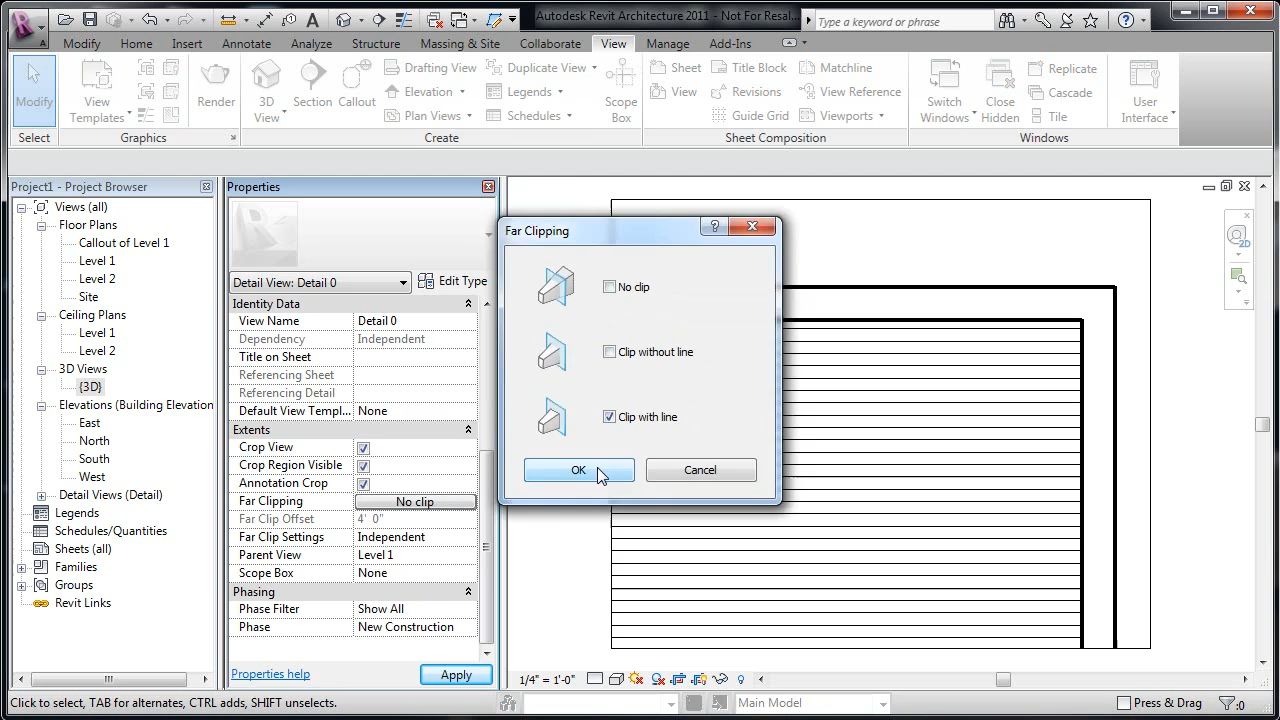 Autodesk Revit Architecture 2011 - Not For Resal...
Type a keyword or phrase
Modify Home Insert Annotate Analyze Structure Massing & Site Collaborate View Manage Add-Ins
Modify
View Templates
Render
3D View
Section
Callout
Drafting View
Elevation
Plan Views
Duplicate View
Legends
Schedules
Scope Box
Sheet
View
Title Block
Revisions
Guide Grid
Matchline
View Reference
Viewports
Switch Windows
Close Hidden
Replicate
Cascade
Tile
User Interface
Select Graphics Create Sheet Composition Windows
Project1 - Project Browser
Views (all)
Floor Plans
Callout of Level 1
Level 1
Level 2
Site
Ceiling Plans
Level 1
Level 2
3D Views
{3D}
Elevations (Building Elevation
East
North
South
West
Detail Views (Detail)
Legends
Schedules/Quantities
Sheets (all)
Families
Groups
Revit Links
Properties
Detail View: Detail 0
Edit Type
Identity Data
View Name Detail 0
Dependency Independent
Title on Sheet
Referencing Sheet
Referencing Detail
Default View Templ... None
Extents
Crop View
Crop Region Visible
Annotation Crop
Far Clipping No clip
Far Clip Offset 4' 0"
Far Clip Settings Independent
Parent View Level 1
Scope Box None
Phasing
Phase Filter Show All
Phase New Construction
Properties help
Apply
Far Clipping
No clip
Clip without line
Clip with line
OK Cancel
2D
1/4" = 1'-0"
Click to select, TAB for alternates, CTRL adds, SHIFT unselects.
Main Model
Press & Drag
:0